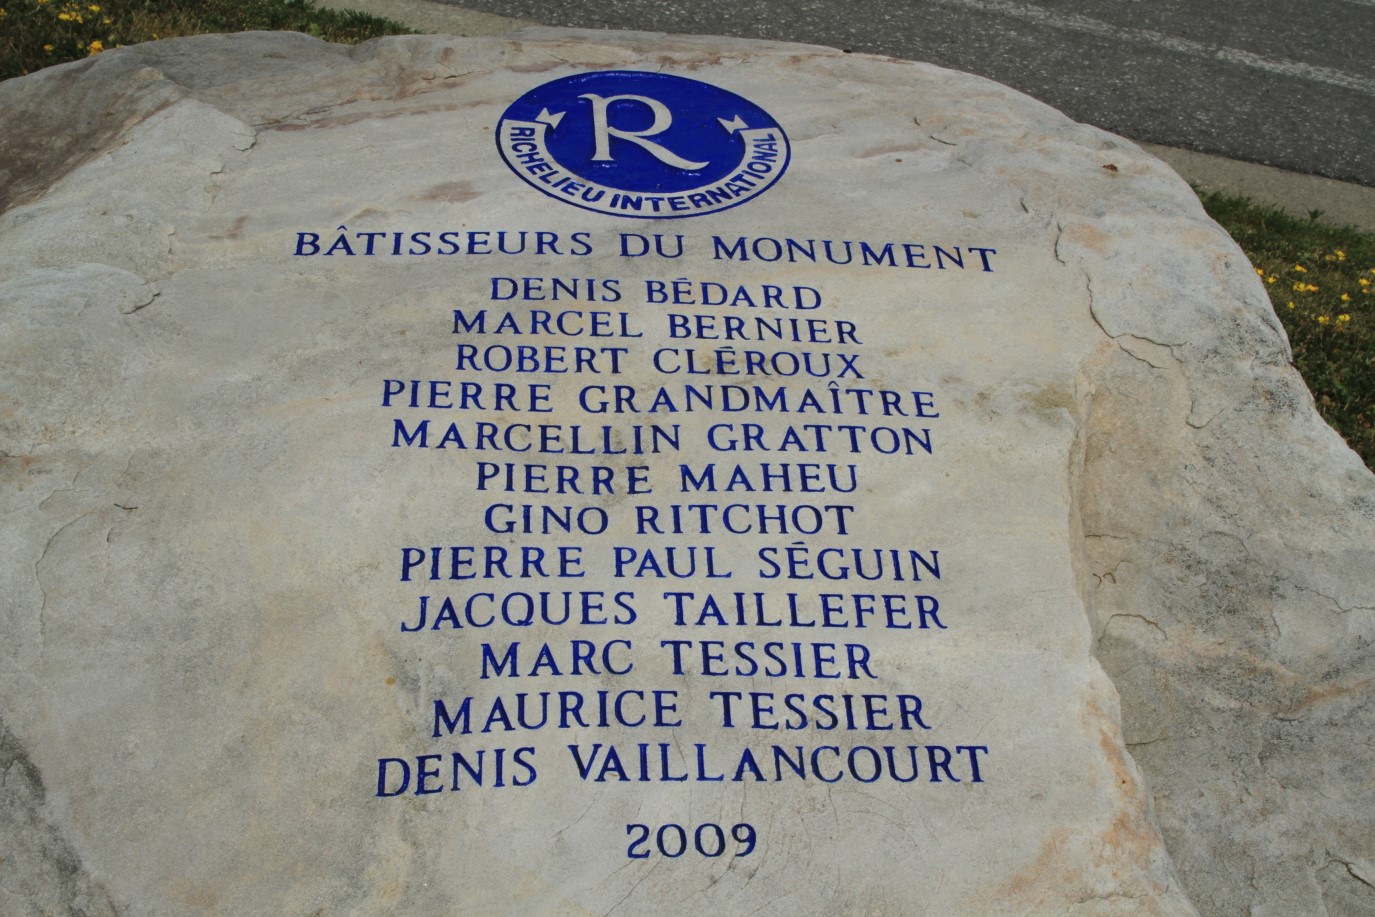 R
RICHELIEU INTERNATIONAL
BÂTISSEURS DU MONUMENT
DENIS BÉDARD
MARCEL BERNIER
ROBERT CLÉROUX
PIERRE GRANDMAÎTRE
MARCELLIN GRATTON
PIERRE MAHEU
GINO RITCHOT
PIERRE PAUL SÉGUIN
JACQUES TAILLEFER
MARC TESSIER
MAURICE TESSIER
DENIS VAILLANCOURT
2009